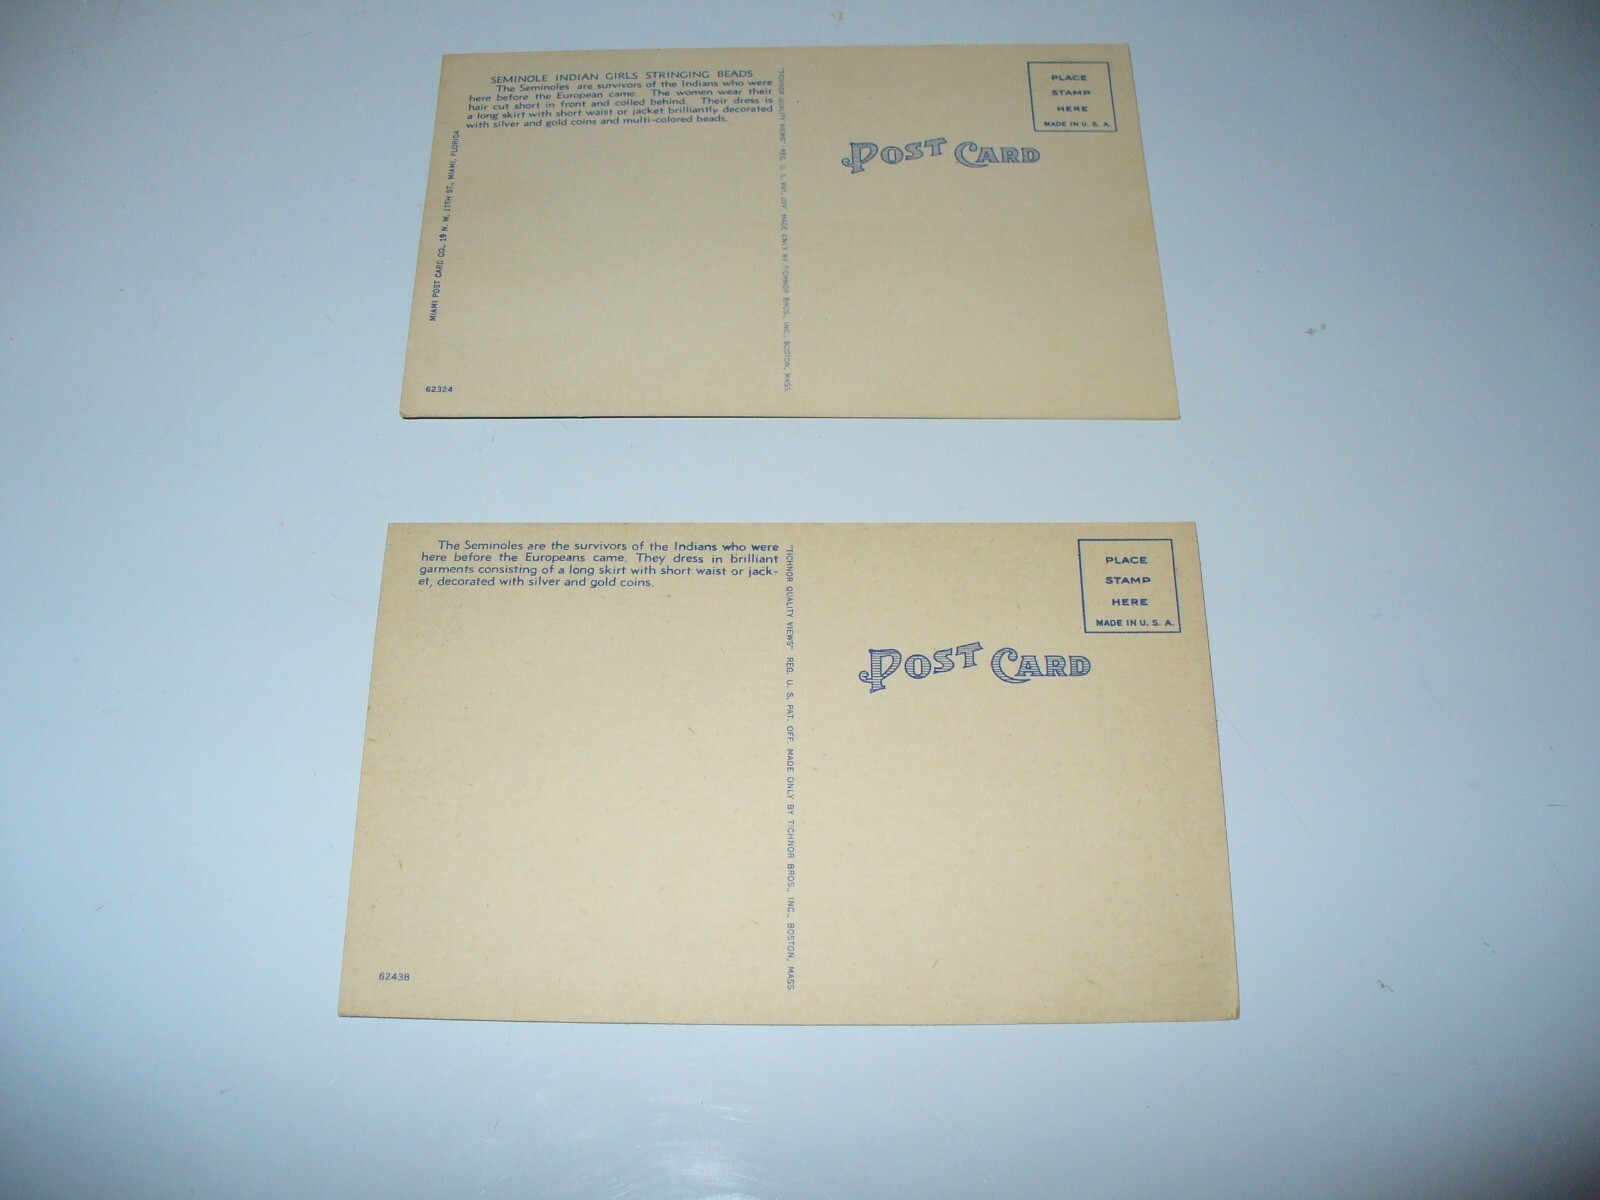 SEMINOLE INDIAN GIRLS STRINGING BEADS
The Seminoles are survivors of the Indians who were
here before the European came. The women wear their
hair cut short in front and coiled behind. Their dress is
a long skirt with short waist or jacket brilliantly decorated
with silver and gold coins and multi-colored beads.
MIAMI POST CARD CO., 19 N. W. 11TH ST., MIAMI, FLORIDA
62324
"TICHNOR QUALITY VIEWS" REG. U. S. PAT. OFF. MADE ONLY BY TICHNOR BROS., INC., BOSTON, MASS.
POST CARD
PLACE
STAMP
HERE
MADE IN U. S. A.
The Seminoles are the survivors of the Indians who were
here before the Europeans came. They dress in brilliant
garments consisting of a long skirt with short waist or jack-
et, decorated with silver and gold coins.
62438
"TICHNOR QUALITY VIEWS" REG. U. S. PAT. OFF. MADE ONLY BY TICHNOR BROS., INC., BOSTON, MASS.
POST CARD
PLACE
STAMP
HERE
MADE IN U. S. A.